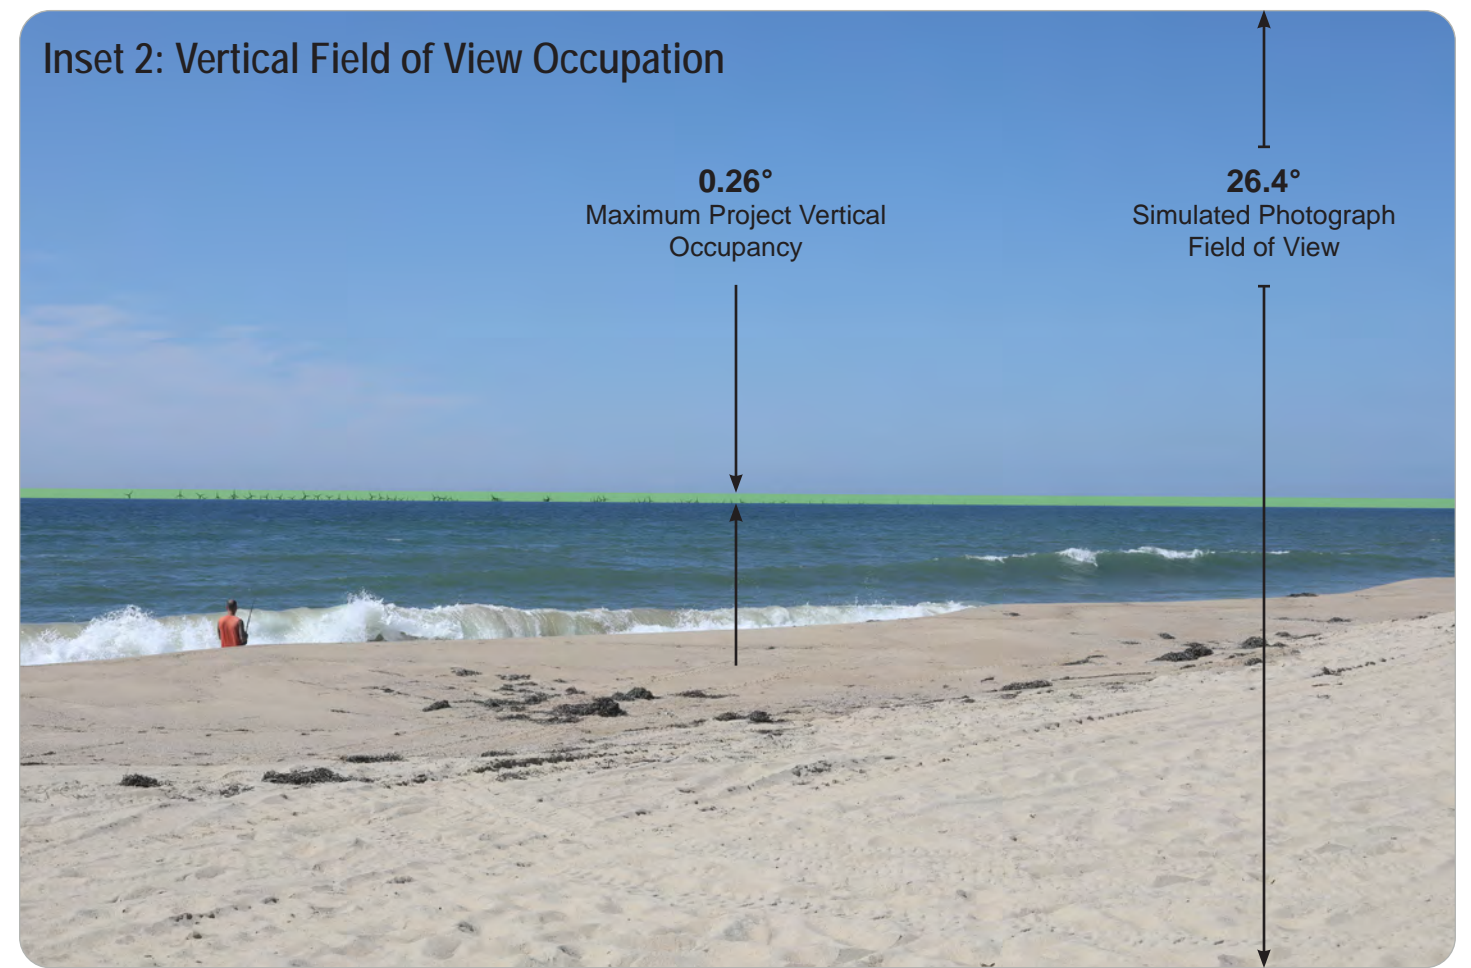 Inset 2: Vertical Field of View Occupation
0.26°
Maximum Project Vertical
Occupancy
26.4°
Simulated Photograph
Field of View